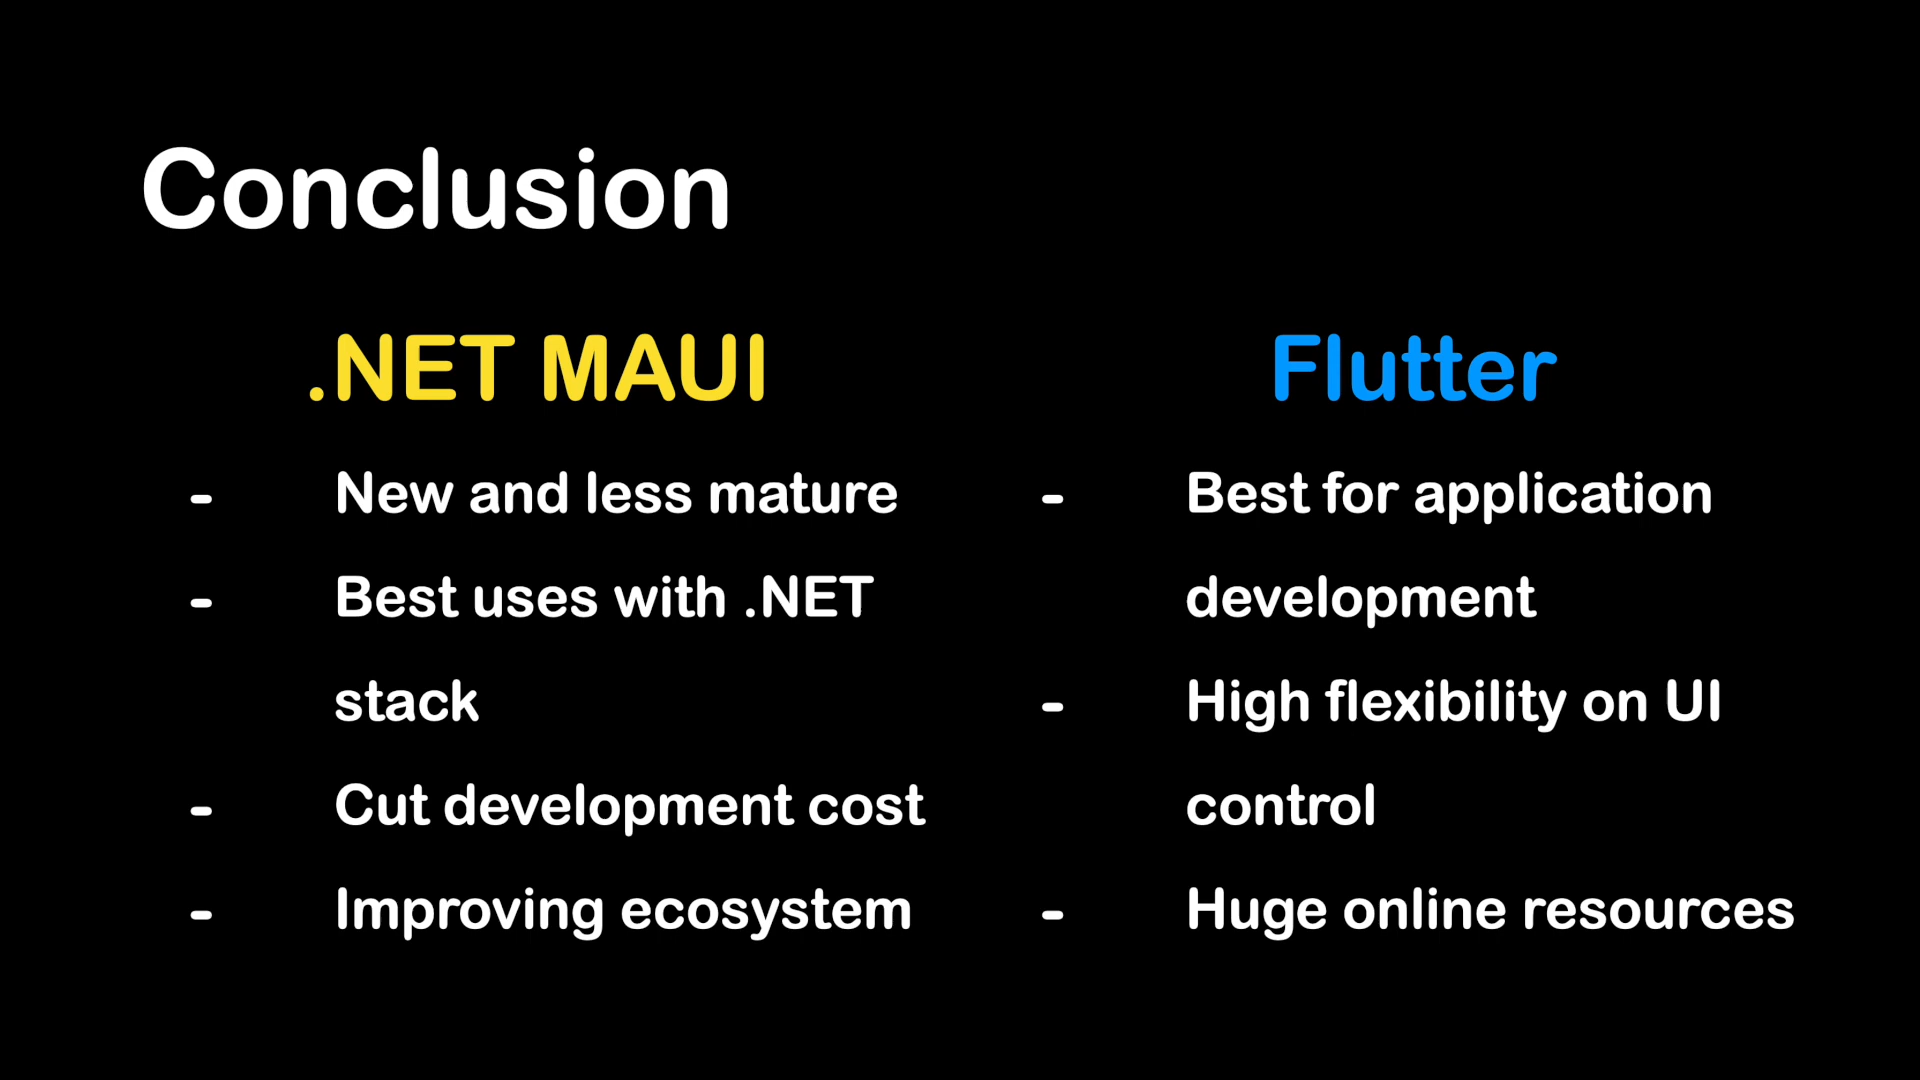 Conclusion
.NET MAUI
- New and less mature
- Best uses with .NET
stack
- Cut development cost
- Improving ecosystem
Flutter
- Best for application
development
- High flexibility on UI
control
- Huge online resources